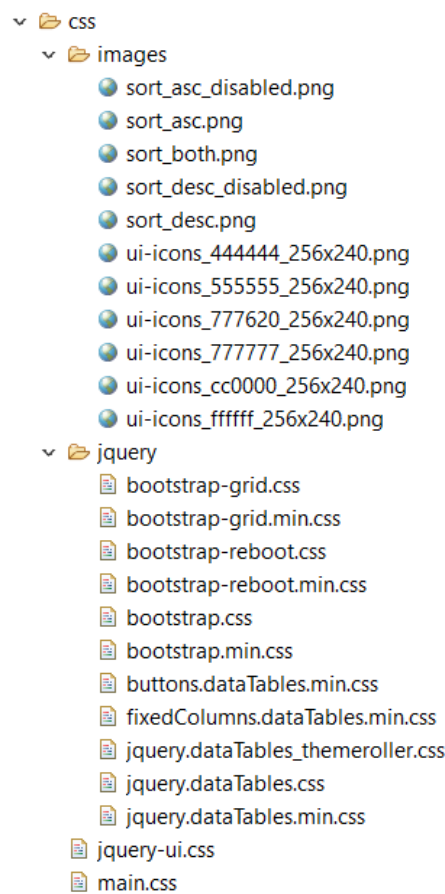 css
images
sort_asc_disabled.png
sort_asc.png
sort_both.png
sort_desc_disabled.png
sort_desc.png
ui-icons_444444_256x240.png
ui-icons_555555_256x240.png
ui-icons_777620_256x240.png
ui-icons_777777_256x240.png
ui-icons_cc0000_256x240.png
ui-icons_ffffff_256x240.png
jquery
bootstrap-grid.css
bootstrap-grid.min.css
bootstrap-reboot.css
bootstrap-reboot.min.css
bootstrap.css
bootstrap.min.css
buttons.dataTables.min.css
fixedColumns.dataTables.min.css
jquery.dataTables_themeroller.css
jquery.dataTables.css
jquery.dataTables.min.css
jquery-ui.css
main.css